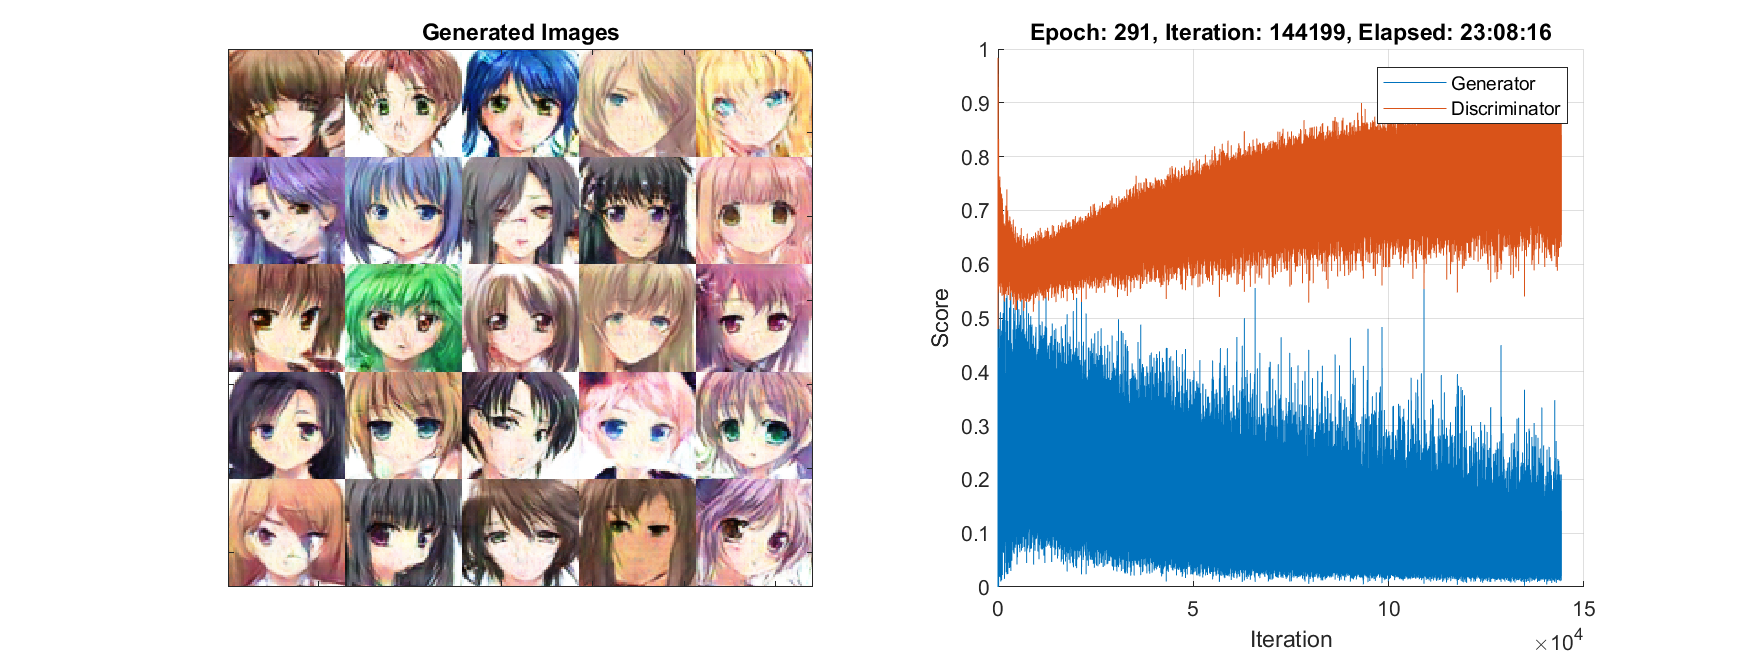 Generated Images
Epoch: 291, Iteration: 144199, Elapsed: 23:08:16
1
0.9
0.8
0.7
0.6
0.5
0.4
0.3
0.2
0.1
0
Score
Generator
Discriminator
0
5
10
15
Iteration
×10^4